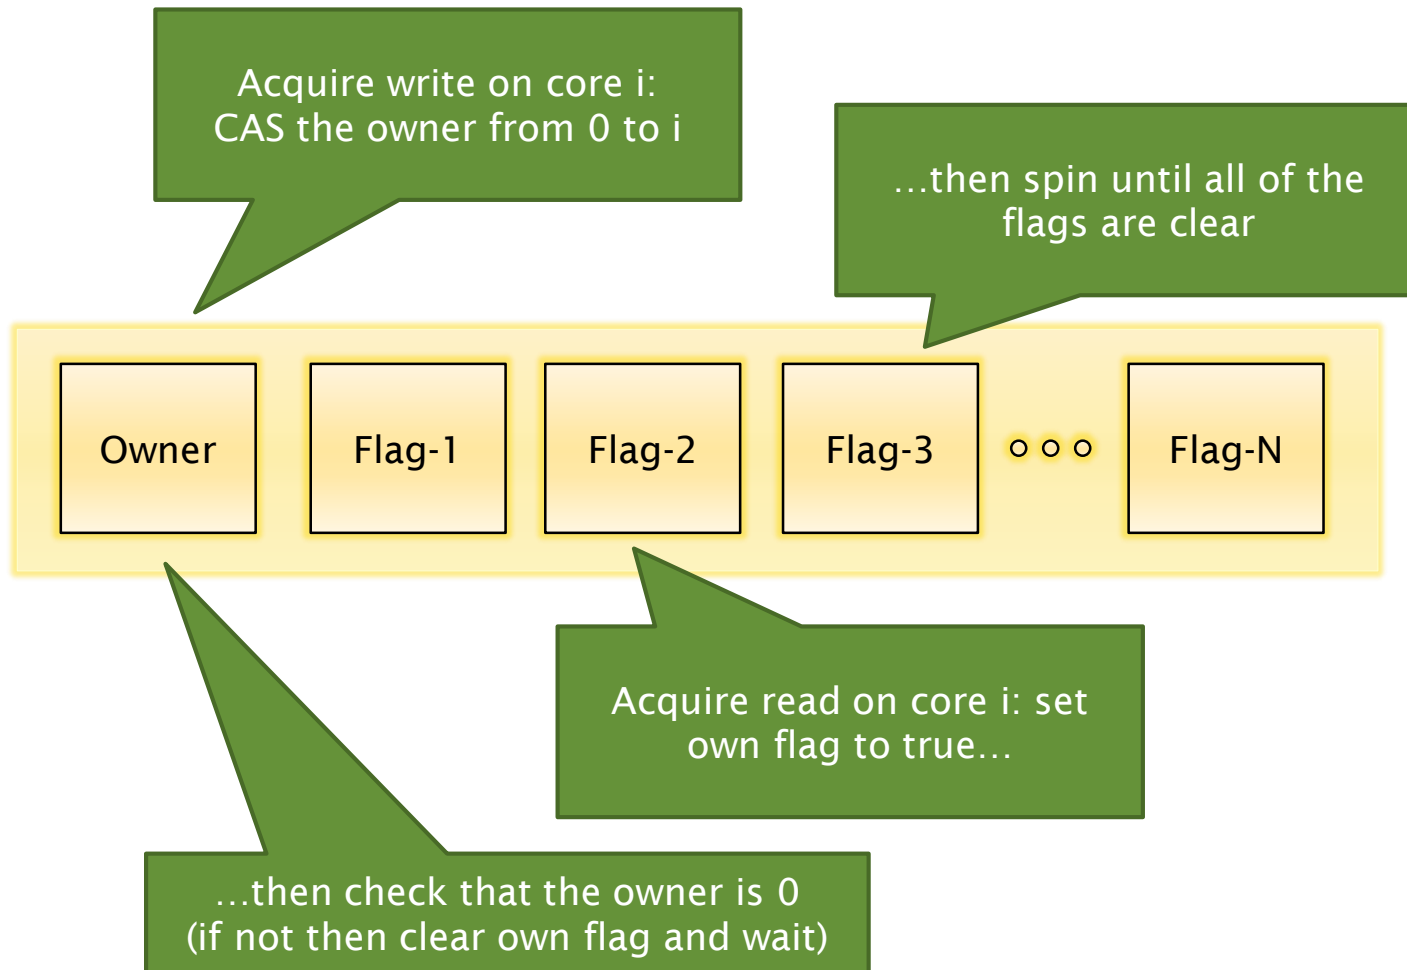 Acquire write on core i:
CAS the owner from 0 to i
…then spin until all of the
flags are clear
Owner
Flag-1
Flag-2
Flag-3
Flag-N
Acquire read on core i: set
own flag to true…
…then check that the owner is 0
(if not then clear own flag and wait)